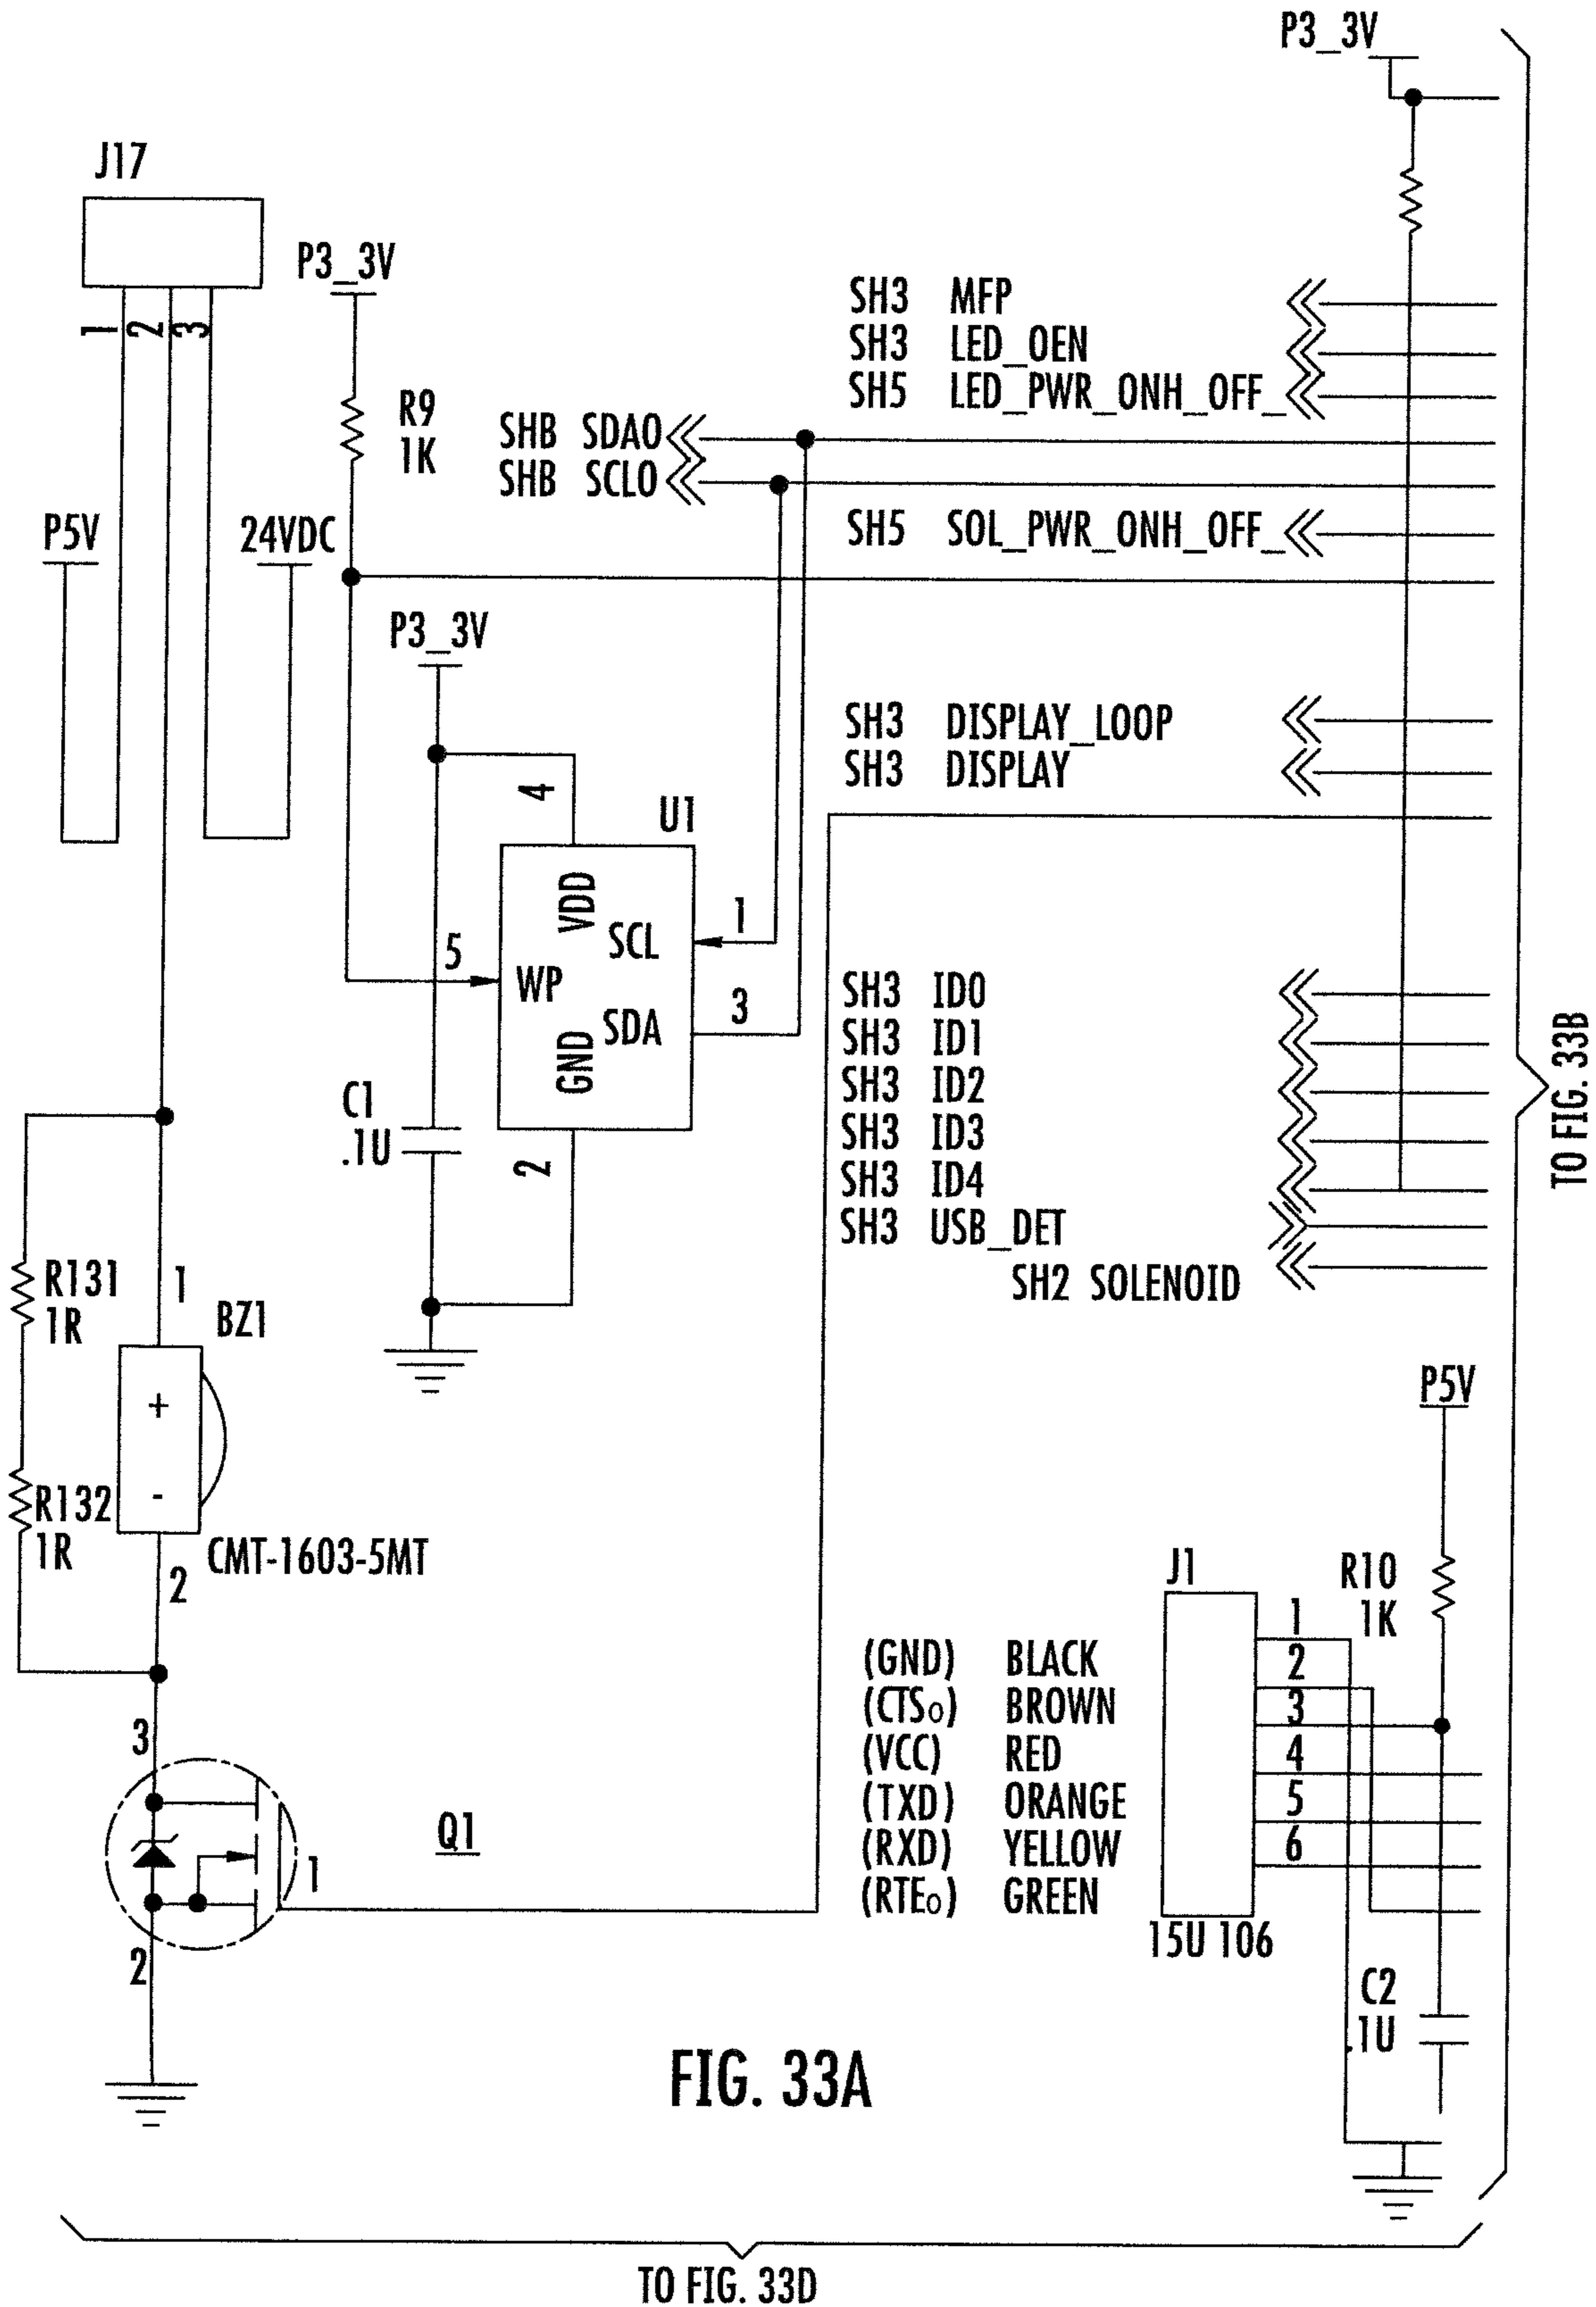 P3_3V
J17
1
2
3
P3_3V
R9
1K
SH3 MFP
SH3 LED_OEN
SH5 LED_PWR_ONH_OFF_
SHB SDA0
SHB SCL0
SH5 SOL_PWR_ONH_OFF_
P5V
24VDC
P3_3V
SH3 DISPLAY_LOOP
SH3 DISPLAY
4
U1
VDD
SCL
1
5
WP
SDA
3
GND
2
C1
.1U
SH3 ID0
SH3 ID1
SH3 ID2
SH3 ID3
SH3 ID4
SH3 USB_DET
SH2 SOLENOID
TO FIG. 33B
R131
1R
1
BZ1
+
-
R132
1R
CMT-1603-5MT
2
P5V
R10
1K
J1
1
2
3
4
5
6
(GND) BLACK
(CTSo) BROWN
(VCC) RED
(TXD) ORANGE
(RXD) YELLOW
(RTEo) GREEN
15U 106
3
Q1
1
2
C2
.1U
FIG. 33A
TO FIG. 33D